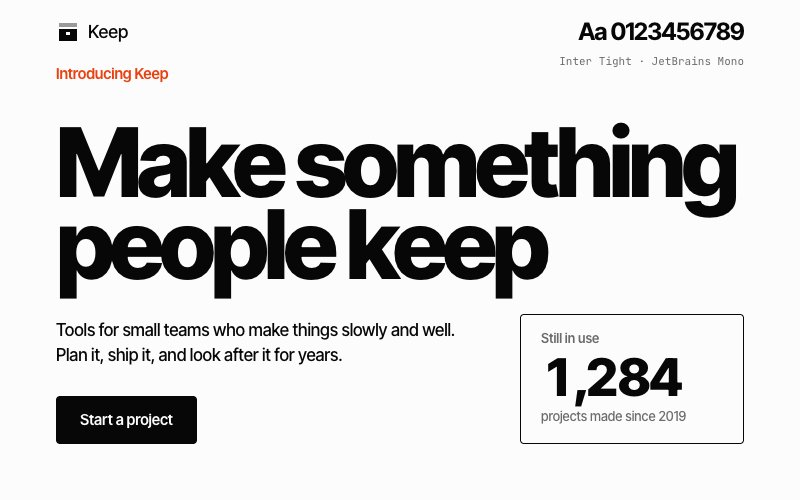 Keep
Aa 0123456789
Inter Tight · JetBrains Mono
Introducing Keep
Make something
people keep
Tools for small teams who make things slowly and well.
Plan it, ship it, and look after it for years.
Start a project
Still in use
1,284
projects made since 2019